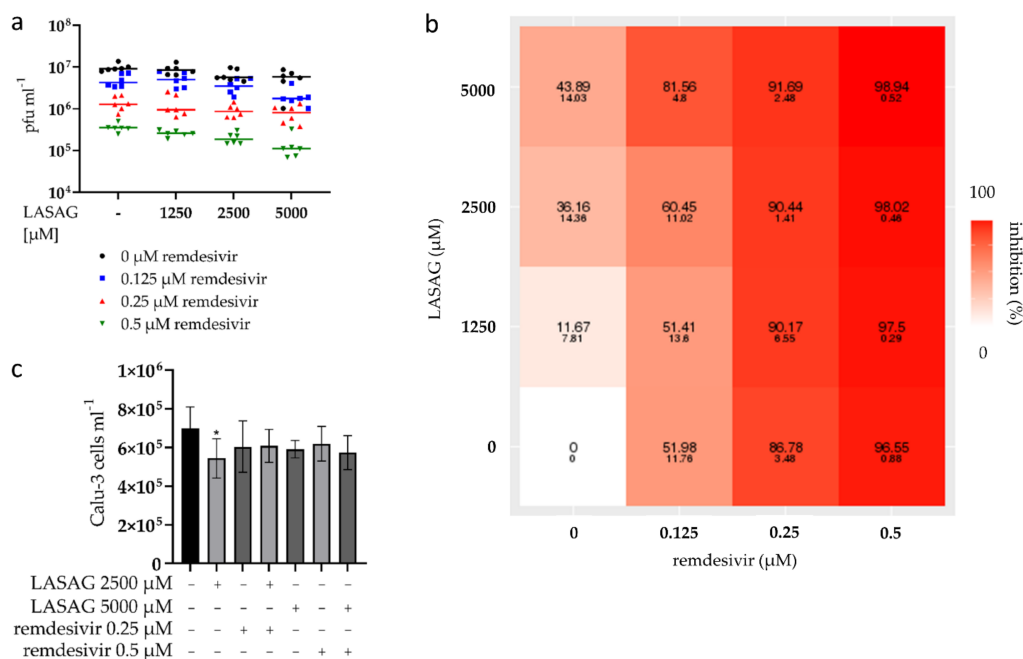 a
10⁸
10⁷
10⁶
10⁵
10⁴
pfu ml⁻¹
LASAG - 1250 2500 5000
[µM]
0 µM remdesivir
0.125 µM remdesivir
0.25 µM remdesivir
0.5 µM remdesivir
b
5000 43.89 81.56 91.69 98.94
14.03 4.8 2.48 0.52
2500 36.16 60.45 90.44 98.02
14.36 11.02 1.41 0.46
1250 11.67 51.41 90.17 97.5
7.81 13.6 6.55 0.29
0 0 51.98 86.78 96.55
0 11.76 3.48 0.88
LASAG (µM)
0 0.125 0.25 0.5
remdesivir (µM)
100
0
inhibition (%)
c
1×10⁶
8×10⁵
6×10⁵
4×10⁵
2×10⁵
0
Calu-3 cells ml⁻¹
*
LASAG 2500 µM – + – + – – –
LASAG 5000 µM – – – – + – +
remdesivir 0.25 µM – – + + – – –
remdesivir 0.5 µM – – – – – + +